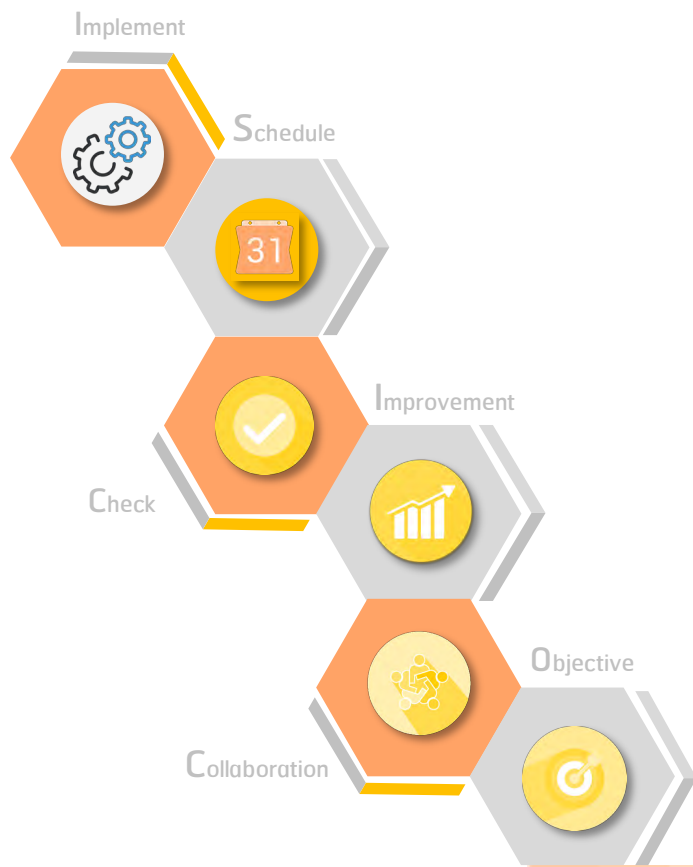 Implement
Schedule
31
Improvement
Check
Objective
Collaboration